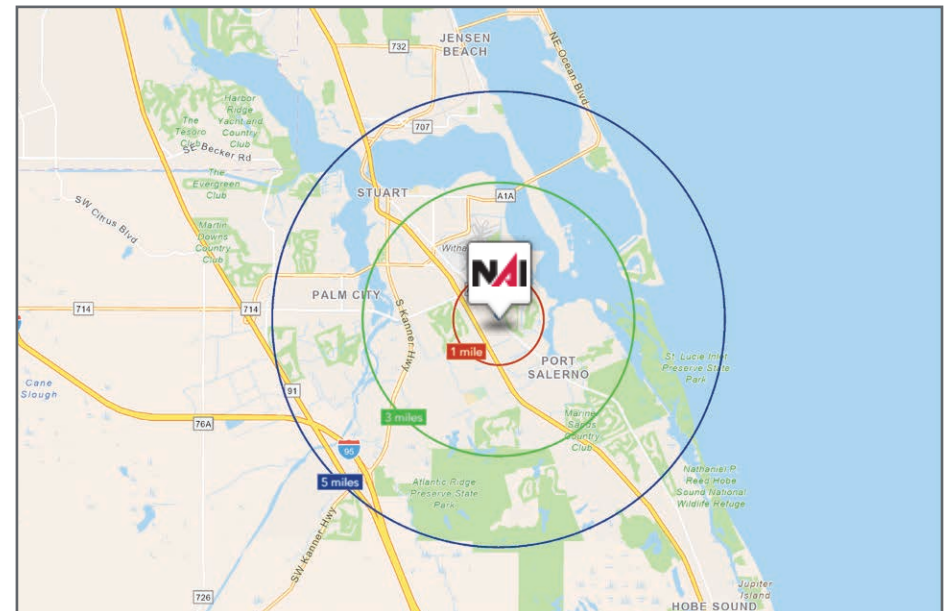 JENSEN
BEACH
732
NE Ocean Blvd
Harbor
Ridge
Yacht and
Country
Club
The
Tesoro
Club
707
SE Becker Rd
The
Evergreen
Club
STUART
A1A
SW Citrus Blvd
Martin
Downs
Country
Club
Witha
NAI
PALM CITY
714
714
S Kanner Hwy
1 mile
PORT
SALERNO
St. Lucie Inlet
Preserve State
Park
Cane
Slough
91
3 miles
76A
Mariner
Sands
Country
Club
95
5 miles
Atlantic Ridge
Preserve State
Park
Nathaniel P.
Reed Hobe
Sound National
Wildlife Refuge
SW Kanner Hwy
726
Jupiter
Island
HOBE SOUND